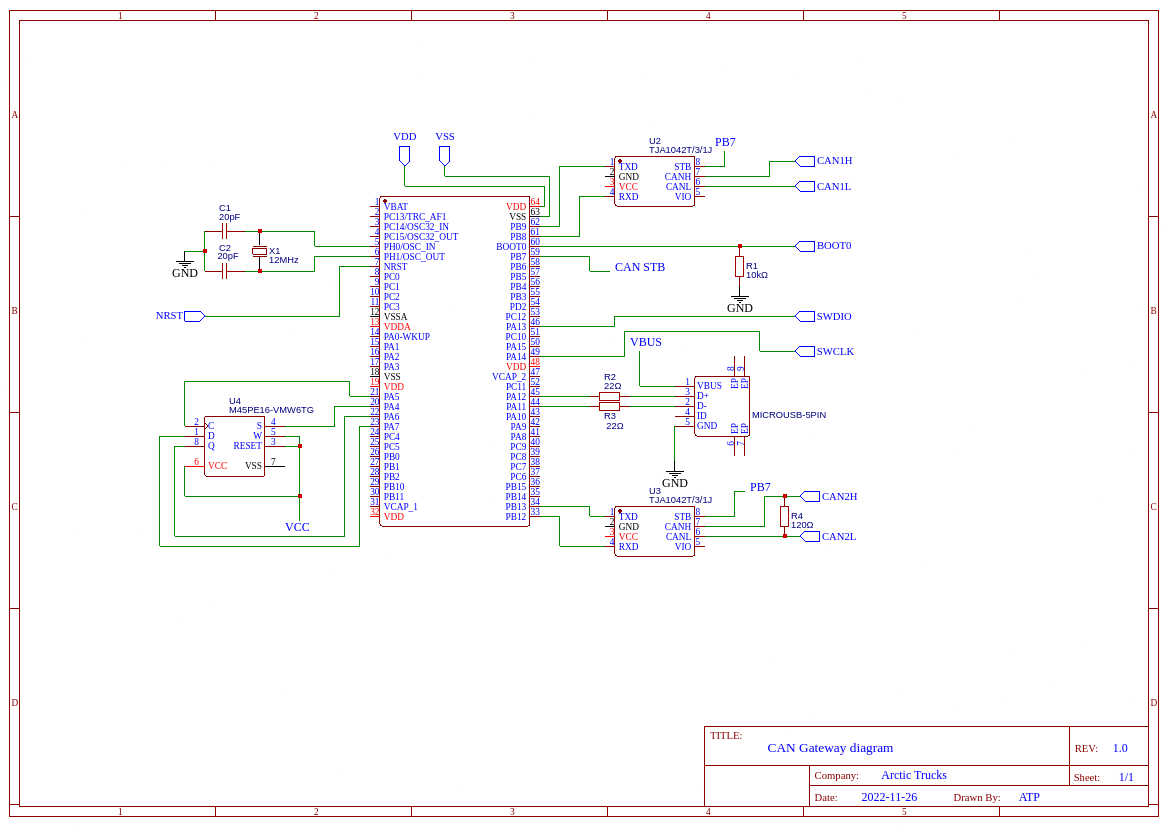 1 2 3 4 5
A A
B B
C C
D D
VDD VSS
U2
TJA1042T/3/1J
PB7
1 TXD STB 8
2 GND CANH 7
3 VCC CANL 6
4 RXD VIO 5
CAN1H
CAN1L
C1
20pF
C2
20pF
X1
12MHz
GND
NRST
1 VBAT VDD 64
2 PC13/TRC_AF1 VSS 63
3 PC14/OSC32_IN PB9 62
4 PC15/OSC32_OUT PB8 61
5 PH0/OSC_IN BOOT0 60
6 PH1/OSC_OUT PB7 59
7 NRST PB6 58
8 PC0 PB5 57
9 PC1 PB4 56
10 PC2 PB3 55
11 PC3 PD2 54
12 VSSA PC12 53
13 VDDA PA13 46
14 PA0-WKUP PC10 51
15 PA1 PA15 50
16 PA2 PA14 49
17 PA3 VDD 48
18 VSS VCAP_2 47
19 VDD PC11 52
21 PA5 PA12 45
20 PA4 PA11 44
22 PA6 PA10 43
23 PA7 PA9 42
24 PC4 PA8 41
25 PC5 PC9 40
26 PB0 PC8 39
27 PB1 PC7 38
28 PB2 PC6 37
29 PB10 PB15 36
30 PB11 PB14 35
31 VCAP_1 PB13 34
32 VDD PB12 33
CAN STB
BOOT0
R1
10kΩ
GND
SWDIO
SWCLK
VBUS
R2
22Ω
R3
22Ω
8 9
EP EP
1 VBUS
3 D+
2 D-
4 ID
5 GND
EP EP
6 7
MICROUSB-5PIN
GND
U4
M45PE16-VMW6TG
2 C S 4
1 D W 5
8 Q RESET 3
6 VCC VSS 7
VCC
U3
TJA1042T/3/1J
PB7
1 TXD STB 8
2 GND CANH 7
3 VCC CANL 6
4 RXD VIO 5
CAN2H
R4
120Ω
CAN2L
TITLE:
CAN Gateway diagram
REV: 1.0
Company: Arctic Trucks
Sheet: 1/1
Date: 2022-11-26 Drawn By: ATP
1 2 3 4 5